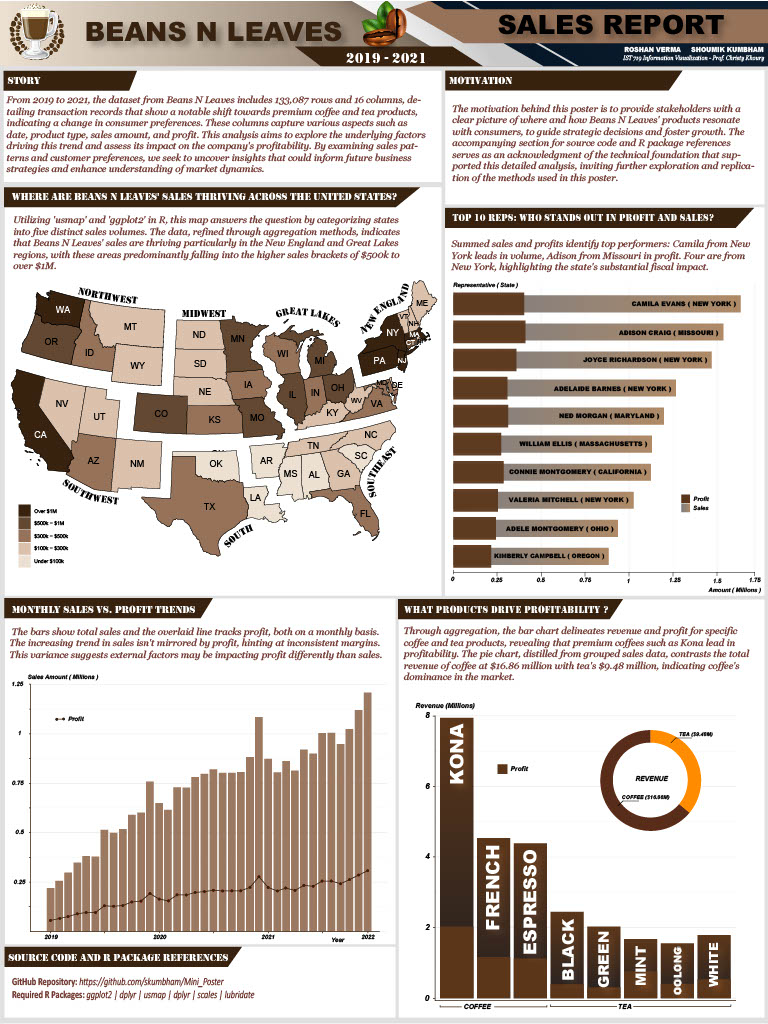 BEANS N LEAVES
2019 - 2021
SALES REPORT
ROSHAN VERMA SHOUMIK KUMBHAM
IST 719 Information Visualization - Prof. Christy Khoury
STORY
From 2019 to 2021, the dataset from Beans N Leaves includes 133,087 rows and 16 columns, de-
tailing transaction records that show a notable shift towards premium coffee and tea products,
indicating a change in consumer preferences. These columns capture various aspects such as
date, product type, sales amount, and profit. This analysis aims to explore the underlying factors
driving this trend and assess its impact on the company's profitability. By examining sales pat-
terns and customer preferences, we seek to uncover insights that could inform future business
strategies and enhance understanding of market dynamics.
MOTIVATION
The motivation behind this poster is to provide stakeholders with a
clear picture of where and how Beans N Leaves' products resonate
with consumers, to guide strategic decisions and foster growth. The
accompanying section for source code and R package references
serves as an acknowledgment of the technical foundation that sup-
ported this detailed analysis, inviting further exploration and replica-
tion of the methods used in this poster.
WHERE ARE BEANS N LEAVES' SALES THRIVING ACROSS THE UNITED STATES?
Utilizing 'usmap' and 'ggplot2' in R, this map answers the question by categorizing states
into five distinct sales volumes. The data, refined through aggregation methods, indicates
that Beans N Leaves' sales are thriving particularly in the New England and Great Lakes
regions, with these areas predominantly falling into the higher sales brackets of $500k to
over $1M.
NORTHWEST
MIDWEST
GREAT LAKES
NEW ENGLAND
WA
MT
ND
MN
ME
VT
NH
OR
ID
WY
SD
WI
MI
NY
MA
CT
NE
IA
PA
NJ
NV
UT
CO
KS
MO
IL
IN
OH
MD
DE
WV
VA
KY
CA
AZ
NM
OK
AR
TN
NC
SC
MS
AL
GA
TX
LA
FL
SOUTHWEST
SOUTH
SOUTHEAST
Over $1M
$500k – $1M
$300k – $500k
$100k – $300k
Under $100k
TOP 10 REPS: WHO STANDS OUT IN PROFIT AND SALES?
Summed sales and profits identify top performers: Camila from New
York leads in volume, Adison from Missouri in profit. Four are from
New York, highlighting the state's substantial fiscal impact.
Representative ( State )
CAMILA EVANS ( NEW YORK )
ADISON CRAIG ( MISSOURI )
JOYCE RICHARDSON ( NEW YORK )
ADELAIDE BARNES ( NEW YORK )
NED MORGAN ( MARYLAND )
WILLIAM ELLIS ( MASSACHUSETTS )
CONNIE MONTGOMERY ( CALIFORNIA )
VALERIA MITCHELL ( NEW YORK )
ADELE MONTGOMERY ( OHIO )
KIMBERLY CAMPBELL ( OREGON )
Profit
Sales
0 0.25 0.5 0.75 1 1.25 1.5 1.75
Amount ( Millions )
MONTHLY SALES VS. PROFIT TRENDS
The bars show total sales and the overlaid line tracks profit, both on a monthly basis.
The increasing trend in sales isn't mirrored by profit, hinting at inconsistent margins.
This variance suggests external factors may be impacting profit differently than sales.
Sales Amount ( Millions )
1.25
1
0.75
0.5
0.25
Profit
2019 2020 2021 Year 2022
WHAT PRODUCTS DRIVE PROFITABILITY ?
Through aggregation, the bar chart delineates revenue and profit for specific
coffee and tea products, revealing that premium coffees such as Kona lead in
profitability. The pie chart, distilled from grouped sales data, contrasts the total
revenue of coffee at $16.86 million with tea's $9.48 million, indicating coffee's
dominance in the market.
Revenue (Millions)
8
6
4
2
0
Profit
TEA ($9.48M)
REVENUE
COFFEE ($16.86M)
KONA
FRENCH
ESPRESSO
BLACK
GREEN
MINT
OOLONG
WHITE
COFFEE
TEA
SOURCE CODE AND R PACKAGE REFERENCES
GitHub Repository: https://github.com/skumbham/Mini_Poster
Required R Packages: ggplot2 | dplyr | usmap | dplyr | scales | lubridate